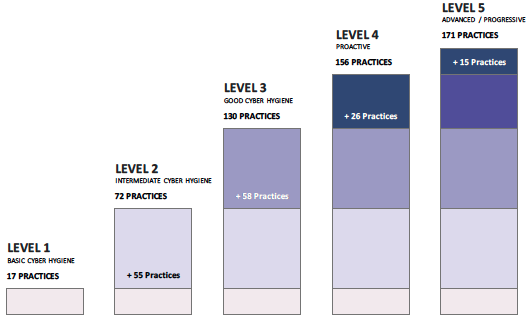 LEVEL 1
BASIC CYBER HYGIENE
17 PRACTICES
LEVEL 2
INTERMEDIATE CYBER HYGIENE
72 PRACTICES
+ 55 Practices
LEVEL 3
GOOD CYBER HYGIENE
130 PRACTICES
+ 58 Practices
LEVEL 4
PROACTIVE
156 PRACTICES
+ 26 Practices
LEVEL 5
ADVANCED / PROGRESSIVE
171 PRACTICES
+ 15 Practices